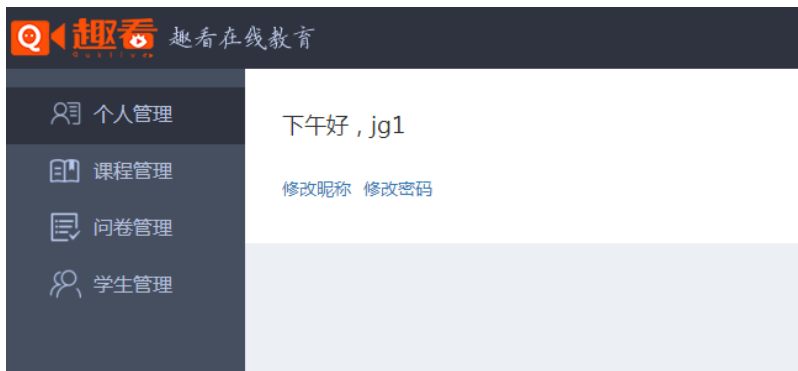 趣看 趣看在线教育
个人管理
课程管理
问卷管理
学生管理
下午好，jg1
修改昵称 修改密码